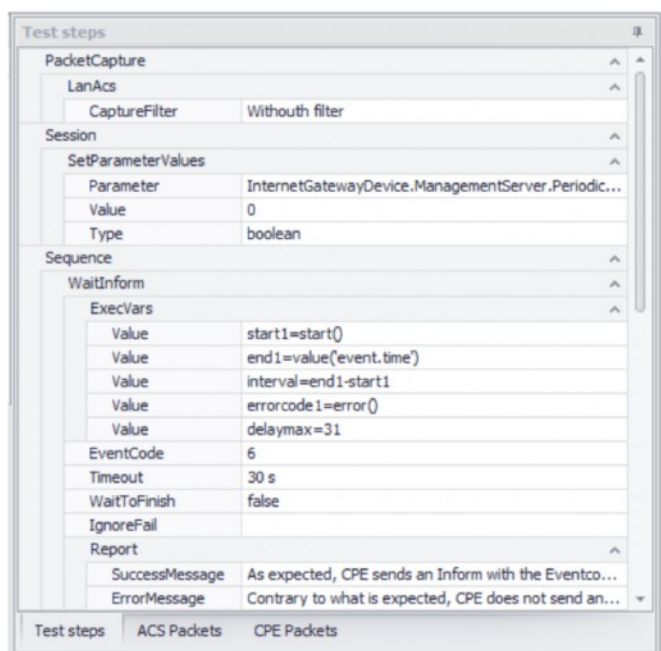 Test steps
PacketCapture
LanAcs
CaptureFilter Withouth filter
Session
SetParameterValues
Parameter InternetGatewayDevice.ManagementServer.Periodic...
Value 0
Type boolean
Sequence
WaitInform
ExecVars
Value start1=start()
Value end1=value('event.time')
Value interval=end1-start1
Value errorcode1=error()
Value delaymax=31
EventCode 6
Timeout 30 s
WaitToFinish false
IgnoreFail
Report
SuccessMessage As expected, CPE sends an Inform with the Eventco...
ErrorMessage Contrary to what is expected, CPE does not send an...
Test steps ACS Packets CPE Packets